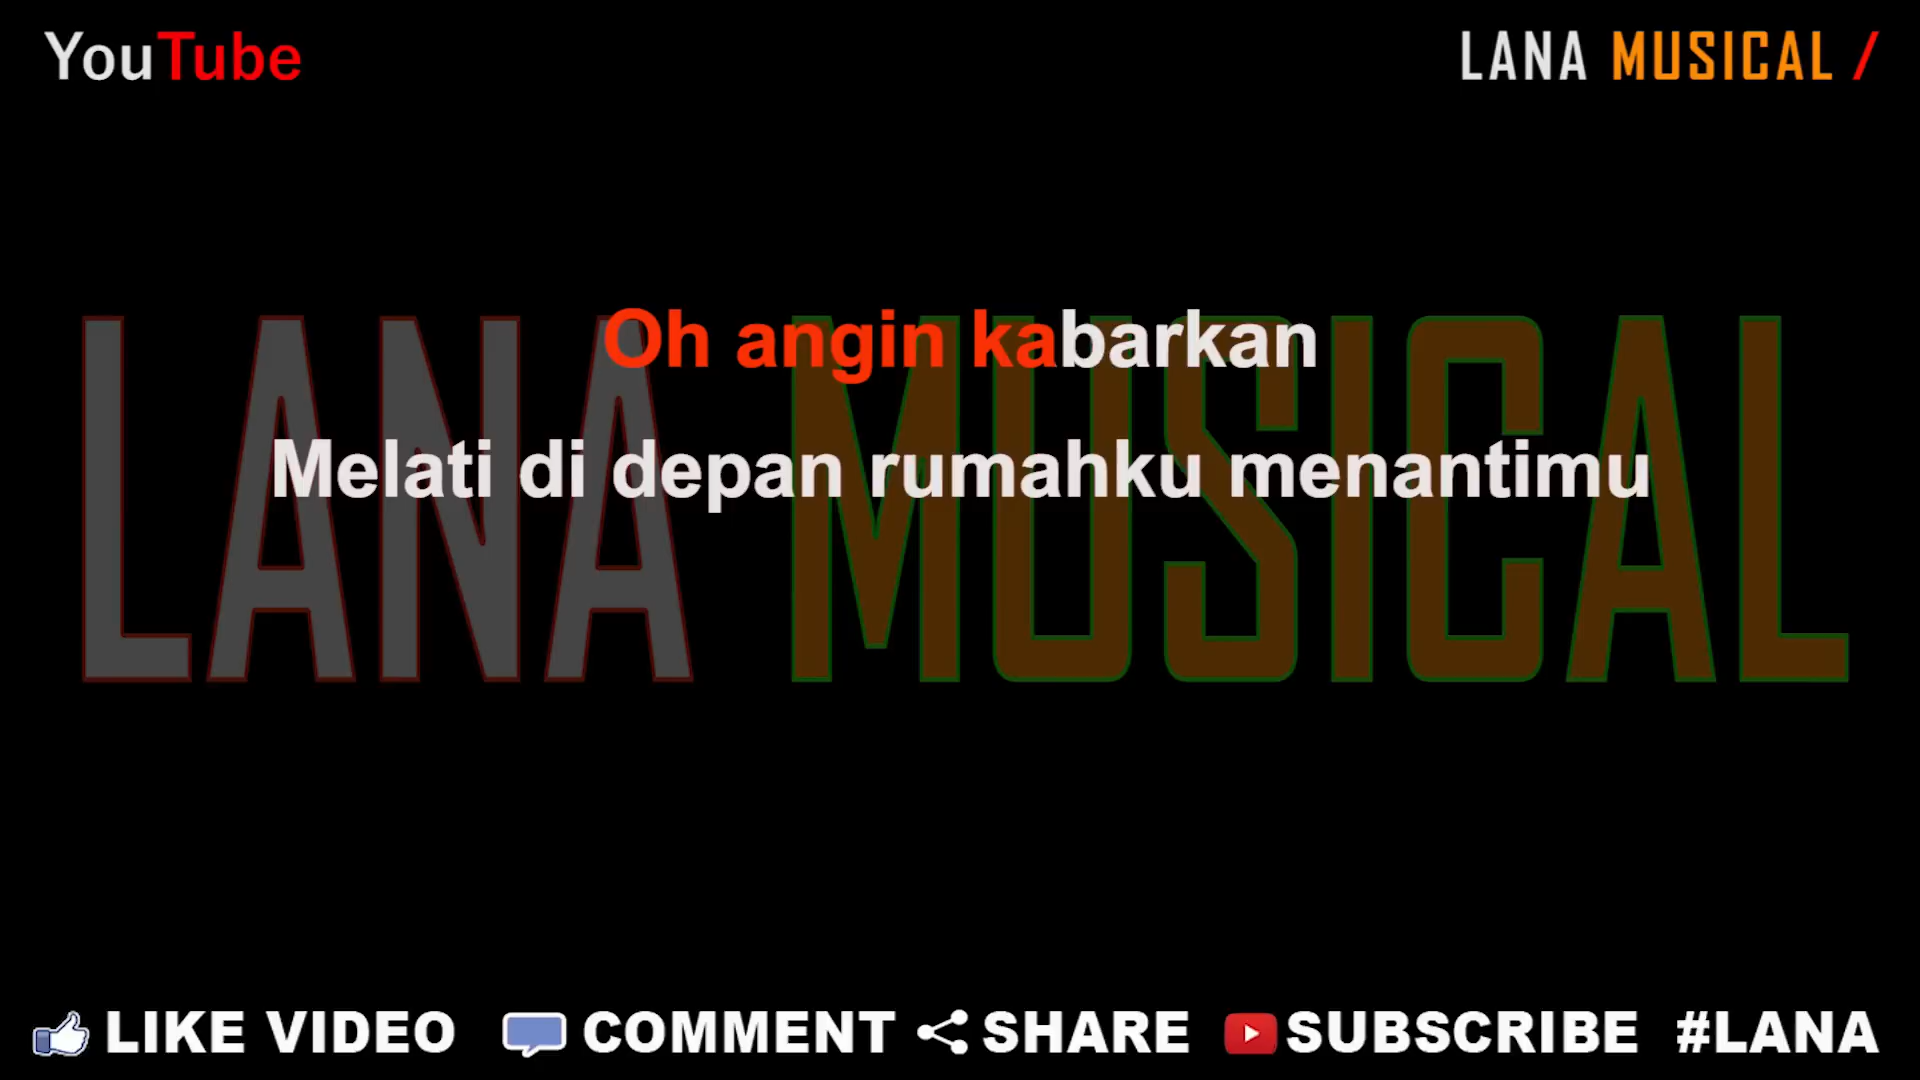 YouTube
LANA MUSICAL /
Oh angin kabarkan
Melati di depan rumahku menantimu
LANA MUSICAL
LIKE VIDEO COMMENT SHARE SUBSCRIBE #LANA